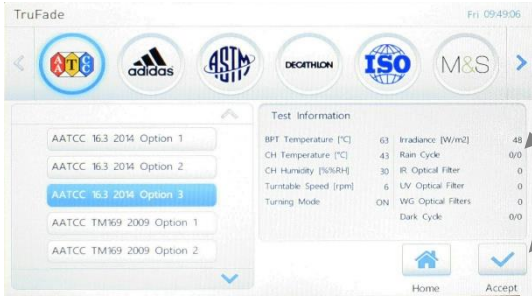 TruFade
Fri 09:49:06
AATCC
adidas
ASTM
DECATHLON
ISO
M&S
AATCC 16.3 2014 Option 1
AATCC 16.3 2014 Option 2
AATCC 16.3 2014 Option 3
AATCC TM169 2009 Option 1
AATCC TM169 2009 Option 2
Test Information
BPT Temperature [°C] 63
CH Temperature [°C] 43
CH Humidity [%%RH] 30
Turntable Speed [rpm] 6
Turning Mode ON
Irradiance [W/m2] 48
Rain Cycle 0/0
IR Optical Filter 0
UV Optical Filter 1
WG Optical Filters 0
Dark Cycle 0/0
Home
Accept